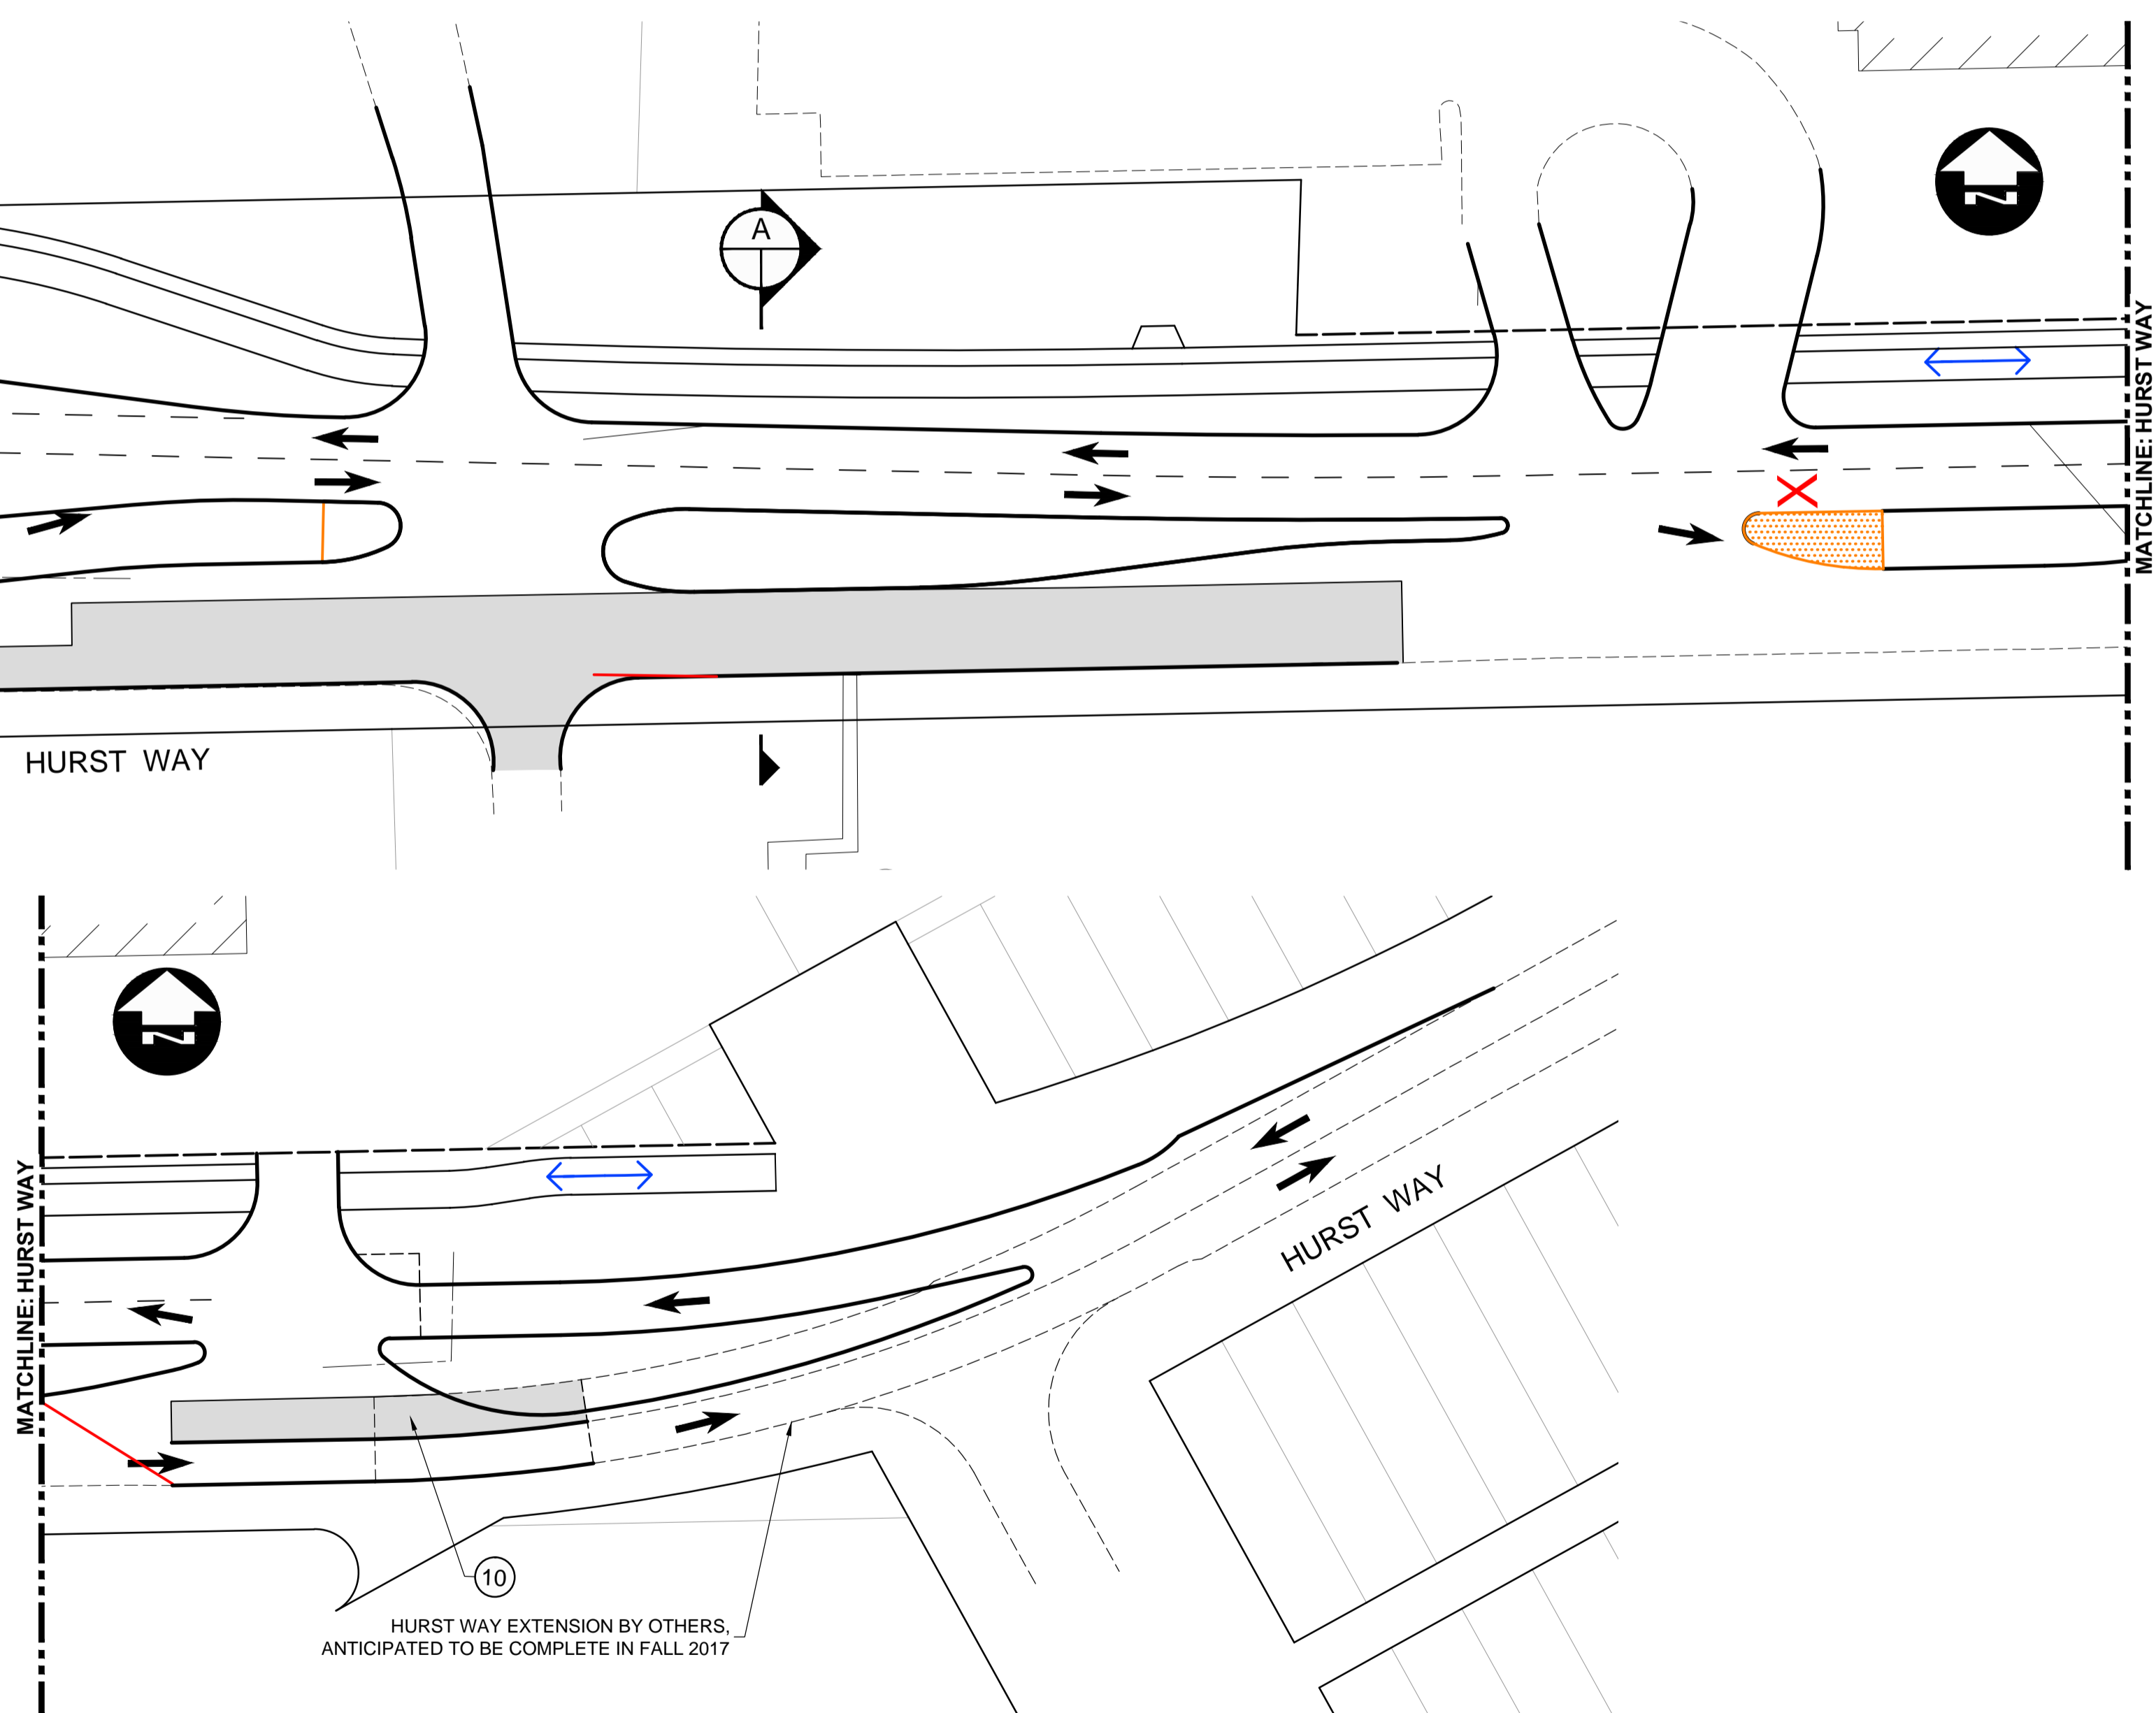 A
N
MATCHLINE: HURST WAY
HURST WAY
N
MATCHLINE: HURST WAY
HURST WAY
10
HURST WAY EXTENSION BY OTHERS,
ANTICIPATED TO BE COMPLETE IN FALL 2017